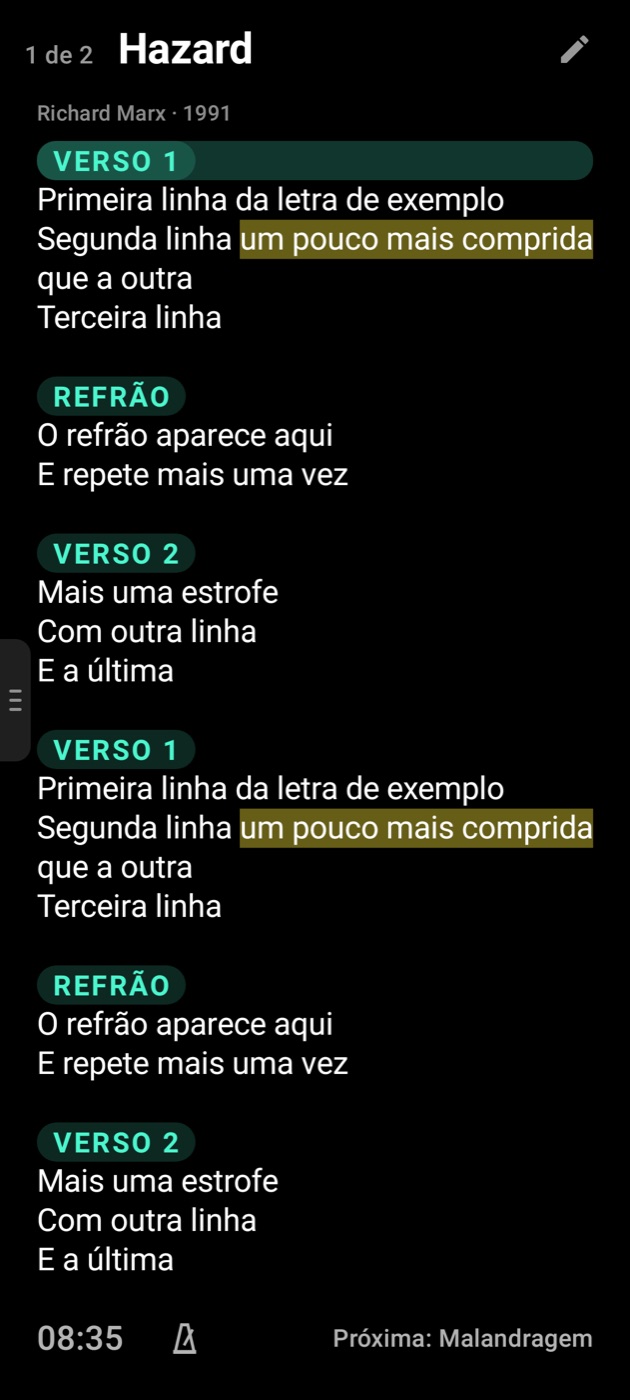 1 de 2 Hazard
Richard Marx · 1991
VERSO 1
Primeira linha da letra de exemplo
Segunda linha um pouco mais comprida
que a outra
Terceira linha
REFRÃO
O refrão aparece aqui
E repete mais uma vez
VERSO 2
Mais uma estrofe
Com outra linha
E a última
VERSO 1
Primeira linha da letra de exemplo
Segunda linha um pouco mais comprida
que a outra
Terceira linha
REFRÃO
O refrão aparece aqui
E repete mais uma vez
VERSO 2
Mais uma estrofe
Com outra linha
E a última
08:35 Próxima: Malandragem